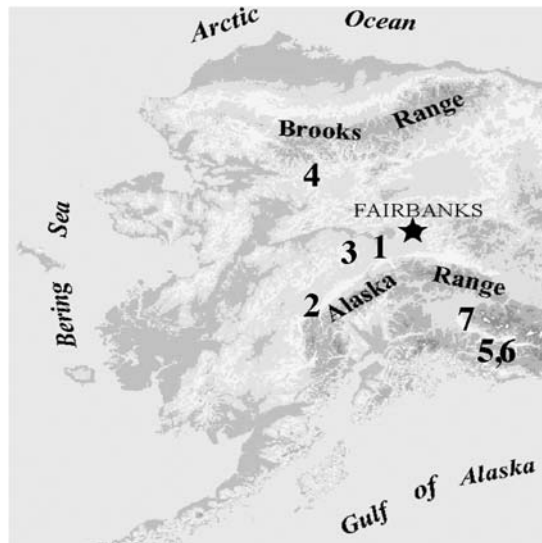 Arctic Ocean
Brooks Range
4
FAIRBANKS
Bering Sea
3 1
2 Alaska Range
7
5,6
Gulf of Alaska